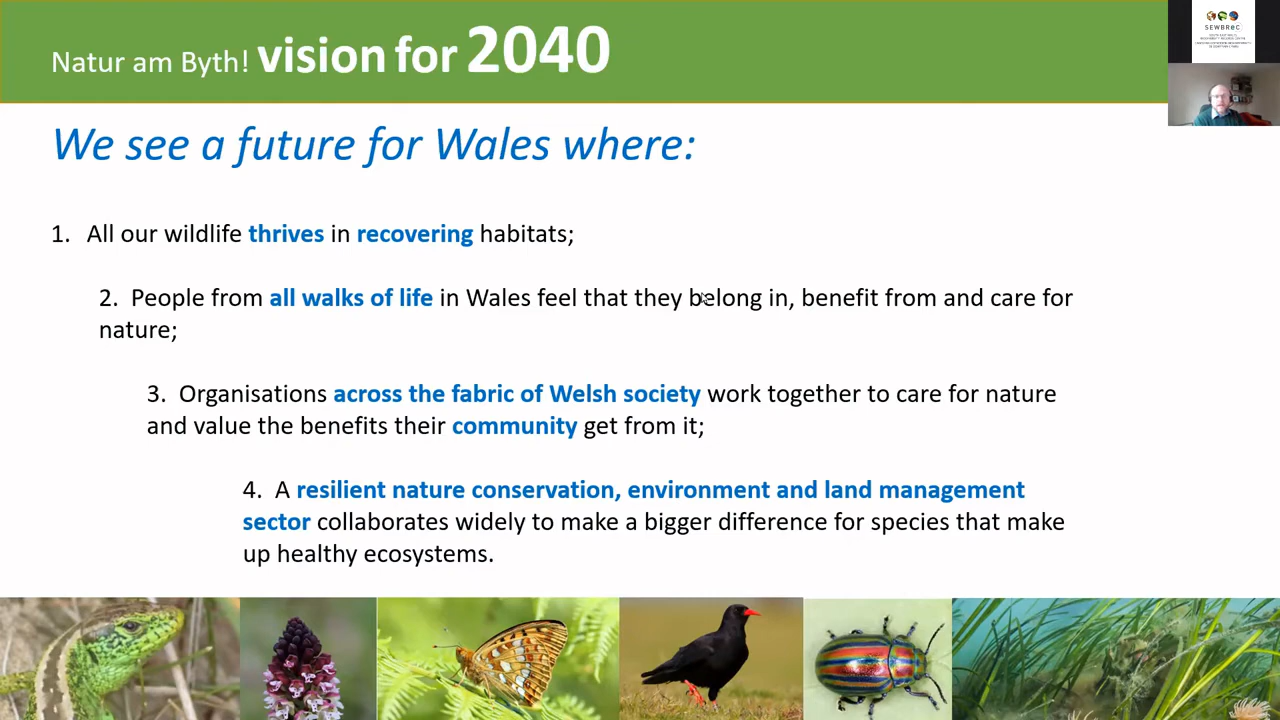 Natur am Byth! vision for 2040
SEWBReC
We see a future for Wales where:
1. All our wildlife thrives in recovering habitats;
2. People from all walks of life in Wales feel that they belong in, benefit from and care for
nature;
3. Organisations across the fabric of Welsh society work together to care for nature
and value the benefits their community get from it;
4. A resilient nature conservation, environment and land management
sector collaborates widely to make a bigger difference for species that make
up healthy ecosystems.